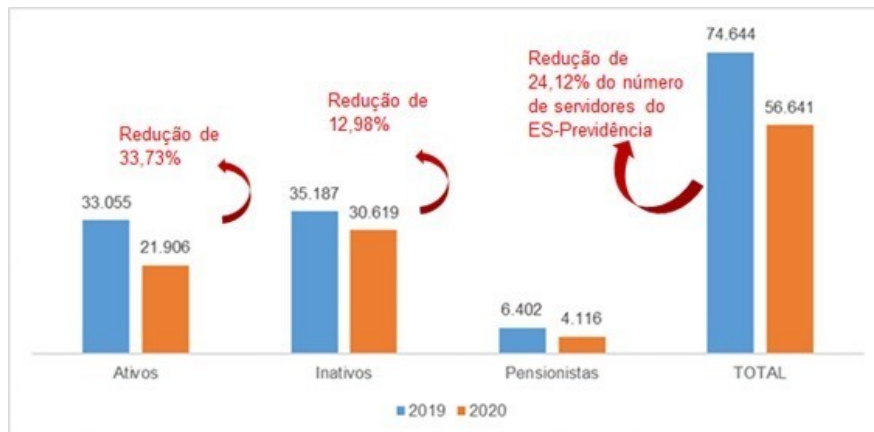 Redução de
24,12% do número
de servidores do
ES-Previdência
74.644
56.641
Redução de
12,98%
Redução de
33,73%
33.055
21.906
35.187
30.619
6.402
4.116
Ativos
Inativos
Pensionistas
TOTAL
2019
2020